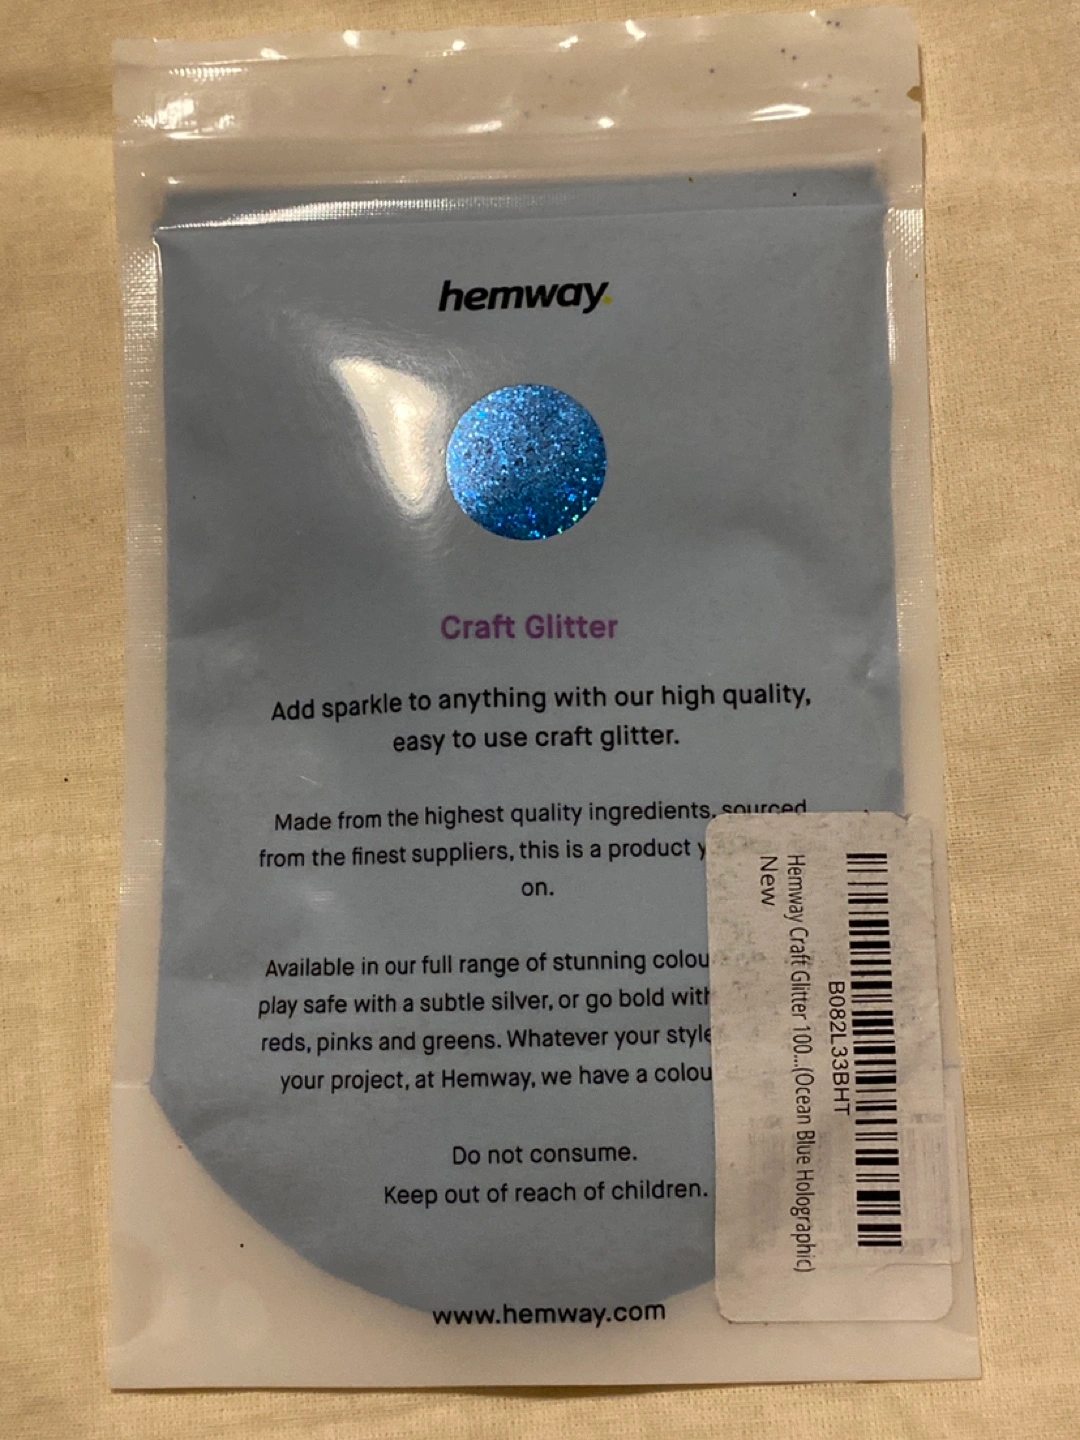 hemway.
Craft Glitter
Add sparkle to anything with our high quality,
easy to use craft glitter.
Made from the highest quality ingredients, sourced
from the finest suppliers, this is a product
on.
Available in our full range of stunning
play safe with a subtle silver, or go bold
reds, pinks and greens. Whatever your style
your project, at Hemway, we have a
Do not consume.
Keep out of reach of children.
www.hemway.com
B082L33BHT
Hemway Craft Glitter 100...(Ocean Blue Holographic)
New